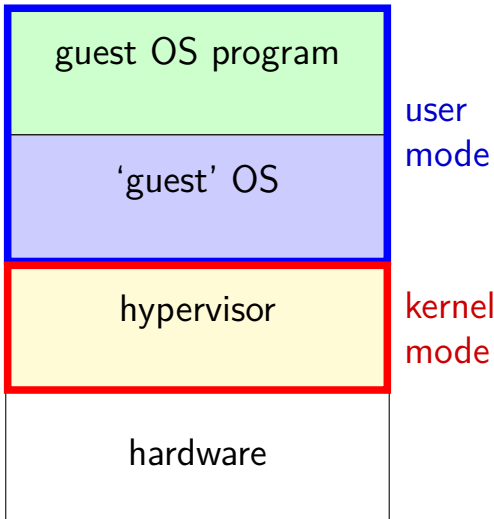 guest OS program
user
mode
‘guest’ OS
hypervisor
kernel
mode
hardware